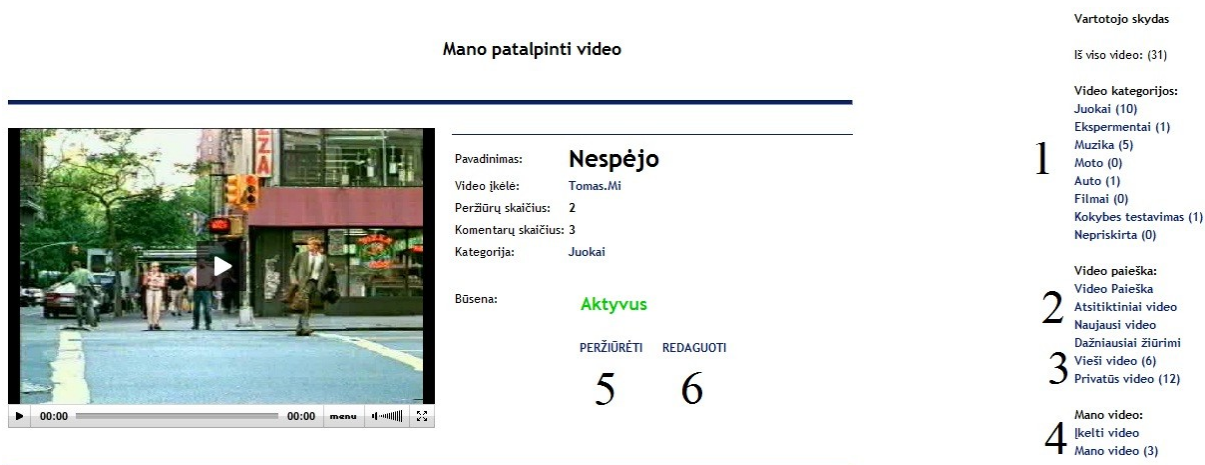 Mano patalpinti video
Pavadinimas: Nespėjo
Video įkėlė: Tomas.Mi
Peržiūrų skaičius: 2
Komentarų skaičius: 3
Kategorija: Juokai
Būsena: Aktyvus
PERŽIŪRĖTI REDAGUOTI
5 6
ZZA
00:00 00:00 menu
Vartotojo skydas
Iš viso video: (31)
Video kategorijos:
Juokai (10)
Ekspermentai (1)
1 Muzika (5)
Moto (0)
Auto (1)
Filmai (0)
Kokybes testavimas (1)
Nepriskirta (0)
Video paieška:
Video Paieška
2 Atsitiktiniai video
Naujausi video
Dažniausiai žiūrimi
3 Vieši video (6)
Privatūs video (12)
Mano video:
4 Įkelti video
Mano video (3)